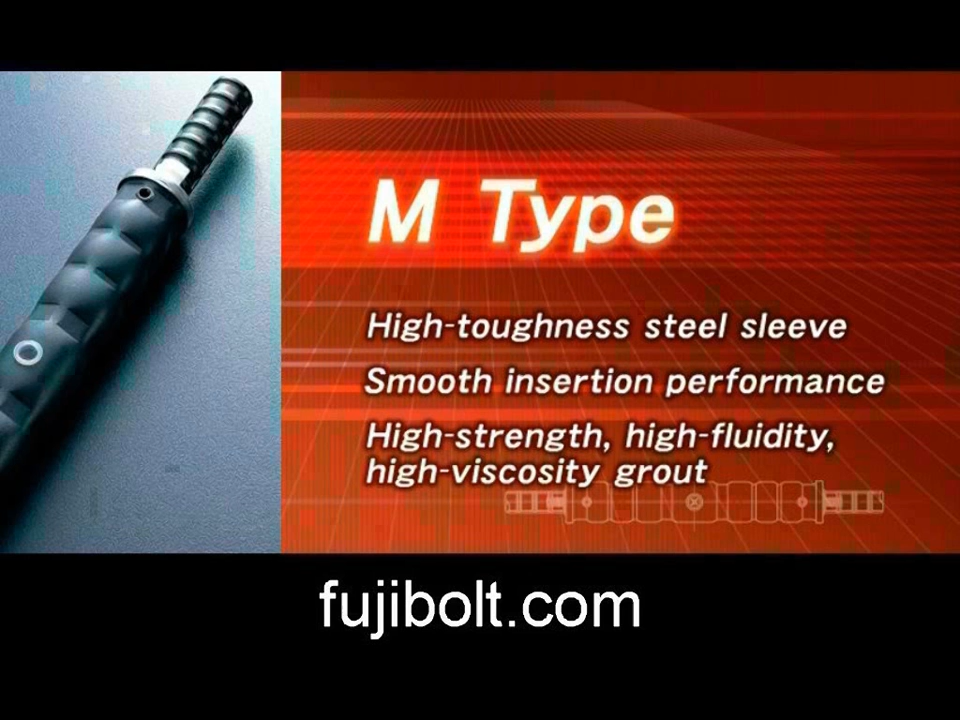 M Type
High-toughness steel sleeve
Smooth insertion performance
High-strength, high-fluidity,
high-viscosity grout
fujibolt.com